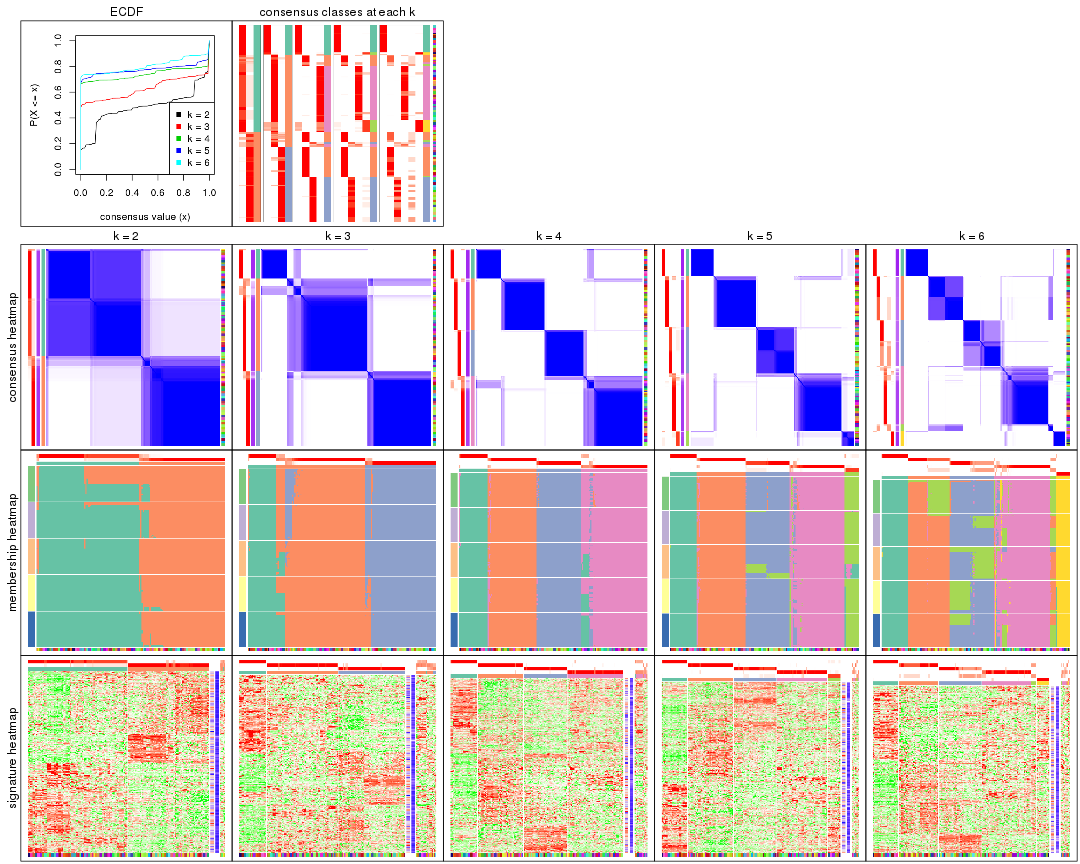 ECDF
consensus classes at each k
P(X <= x)
0.0
0.2
0.4
0.6
0.8
1.0
k = 2
k = 3
k = 4
k = 5
k = 6
0.0 0.2 0.4 0.6 0.8 1.0
consensus value (x)
k = 2
k = 3
k = 4
k = 5
k = 6
consensus heatmap
membership heatmap
signature heatmap